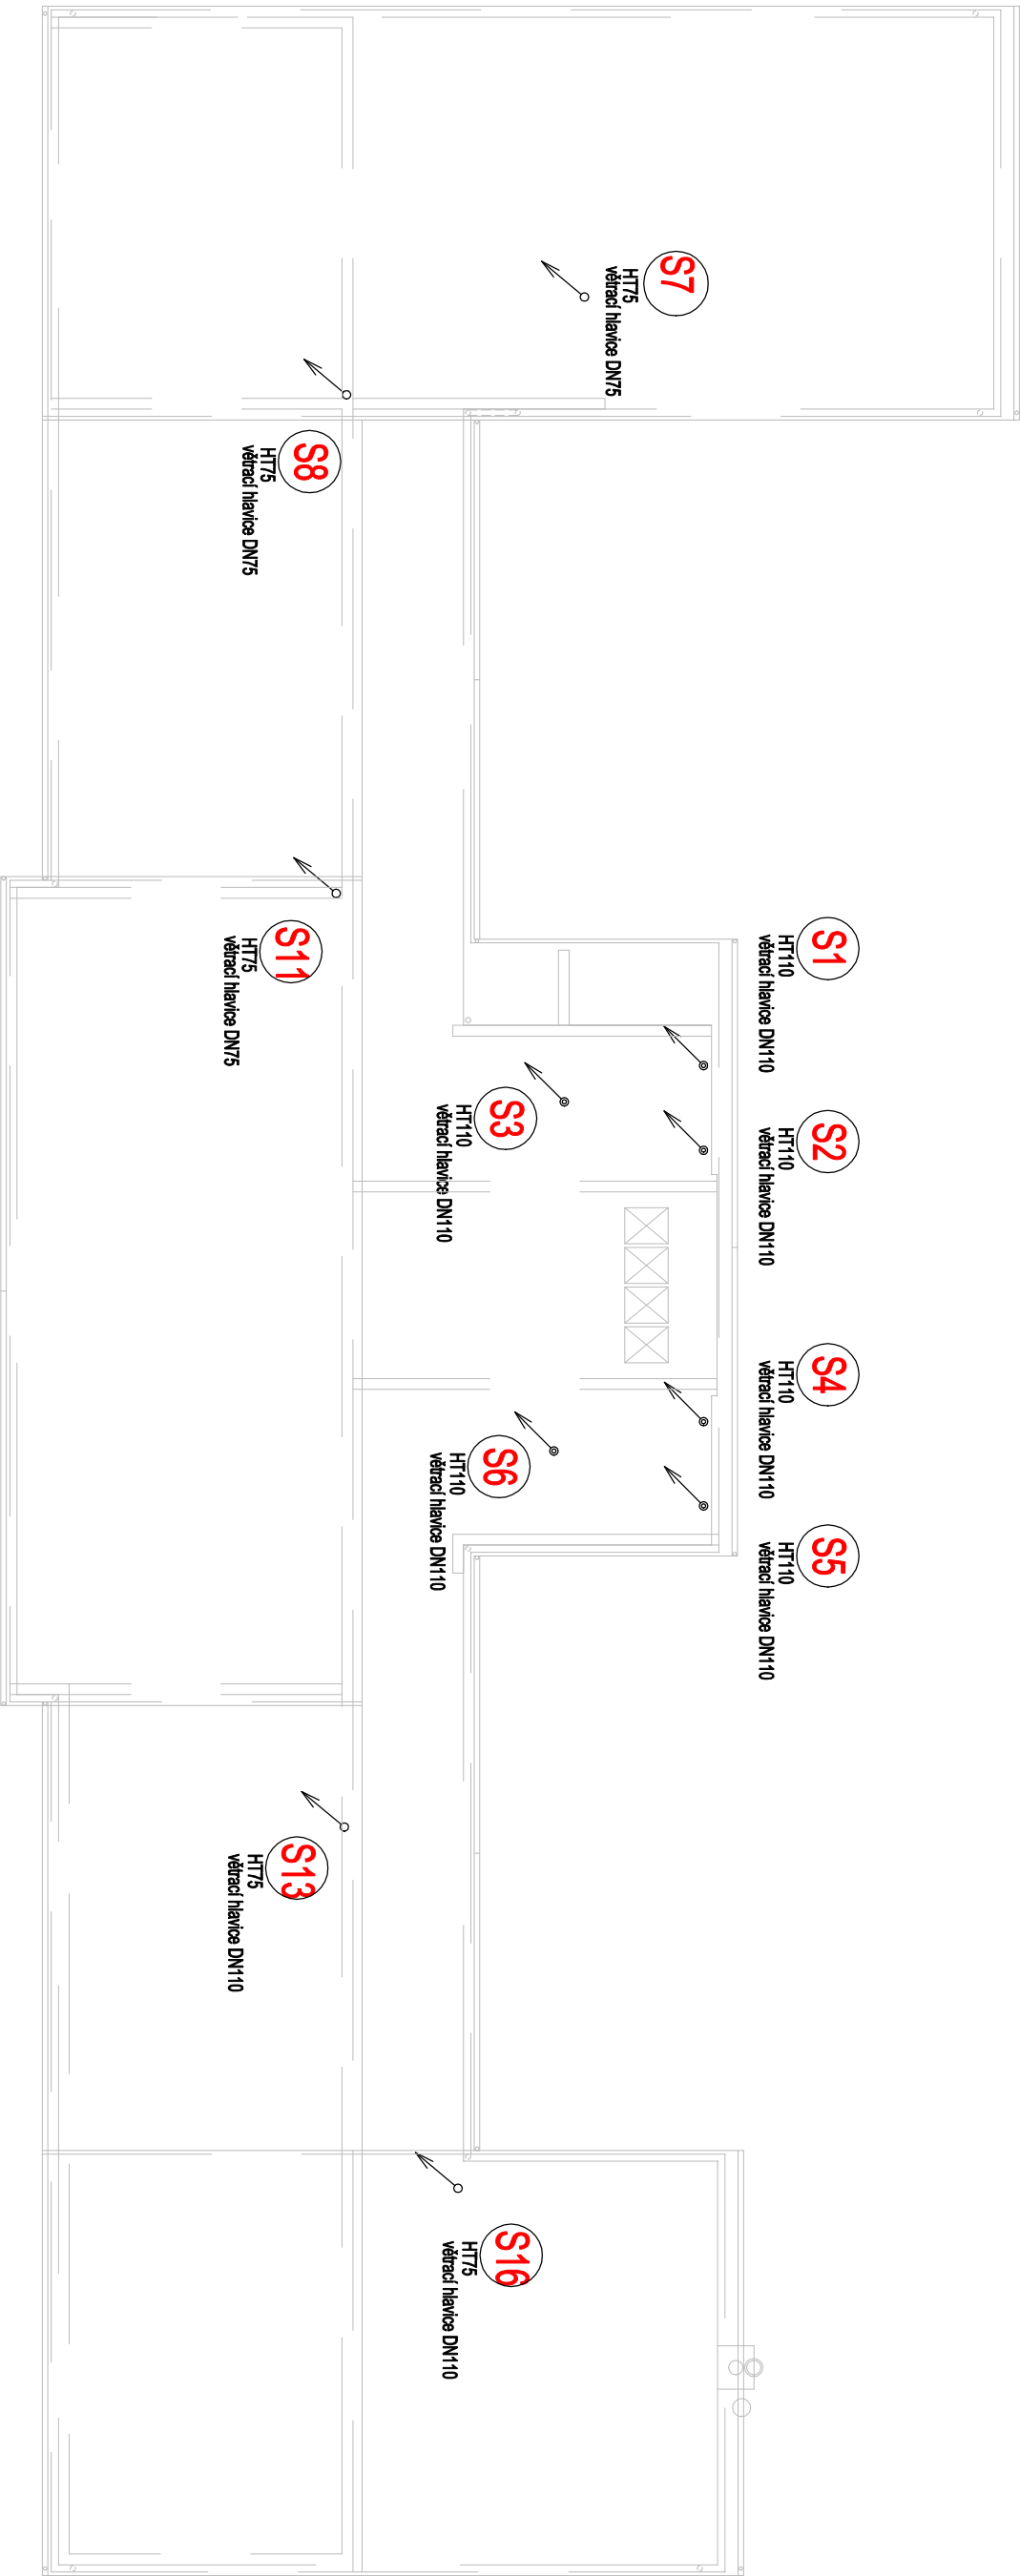 S7
HT75
větrací hlavice DN75
S8
HT75
větrací hlavice DN75
S11
HT75
větrací hlavice DN75
S1
HT110
větrací hlavice DN110
S2
HT110
větrací hlavice DN110
S3
HT110
větrací hlavice DN110
S4
HT110
větrací hlavice DN110
S5
HT110
větrací hlavice DN110
S6
HT110
větrací hlavice DN110
S13
HT75
větrací hlavice DN110
S16
HT75
větrací hlavice DN110